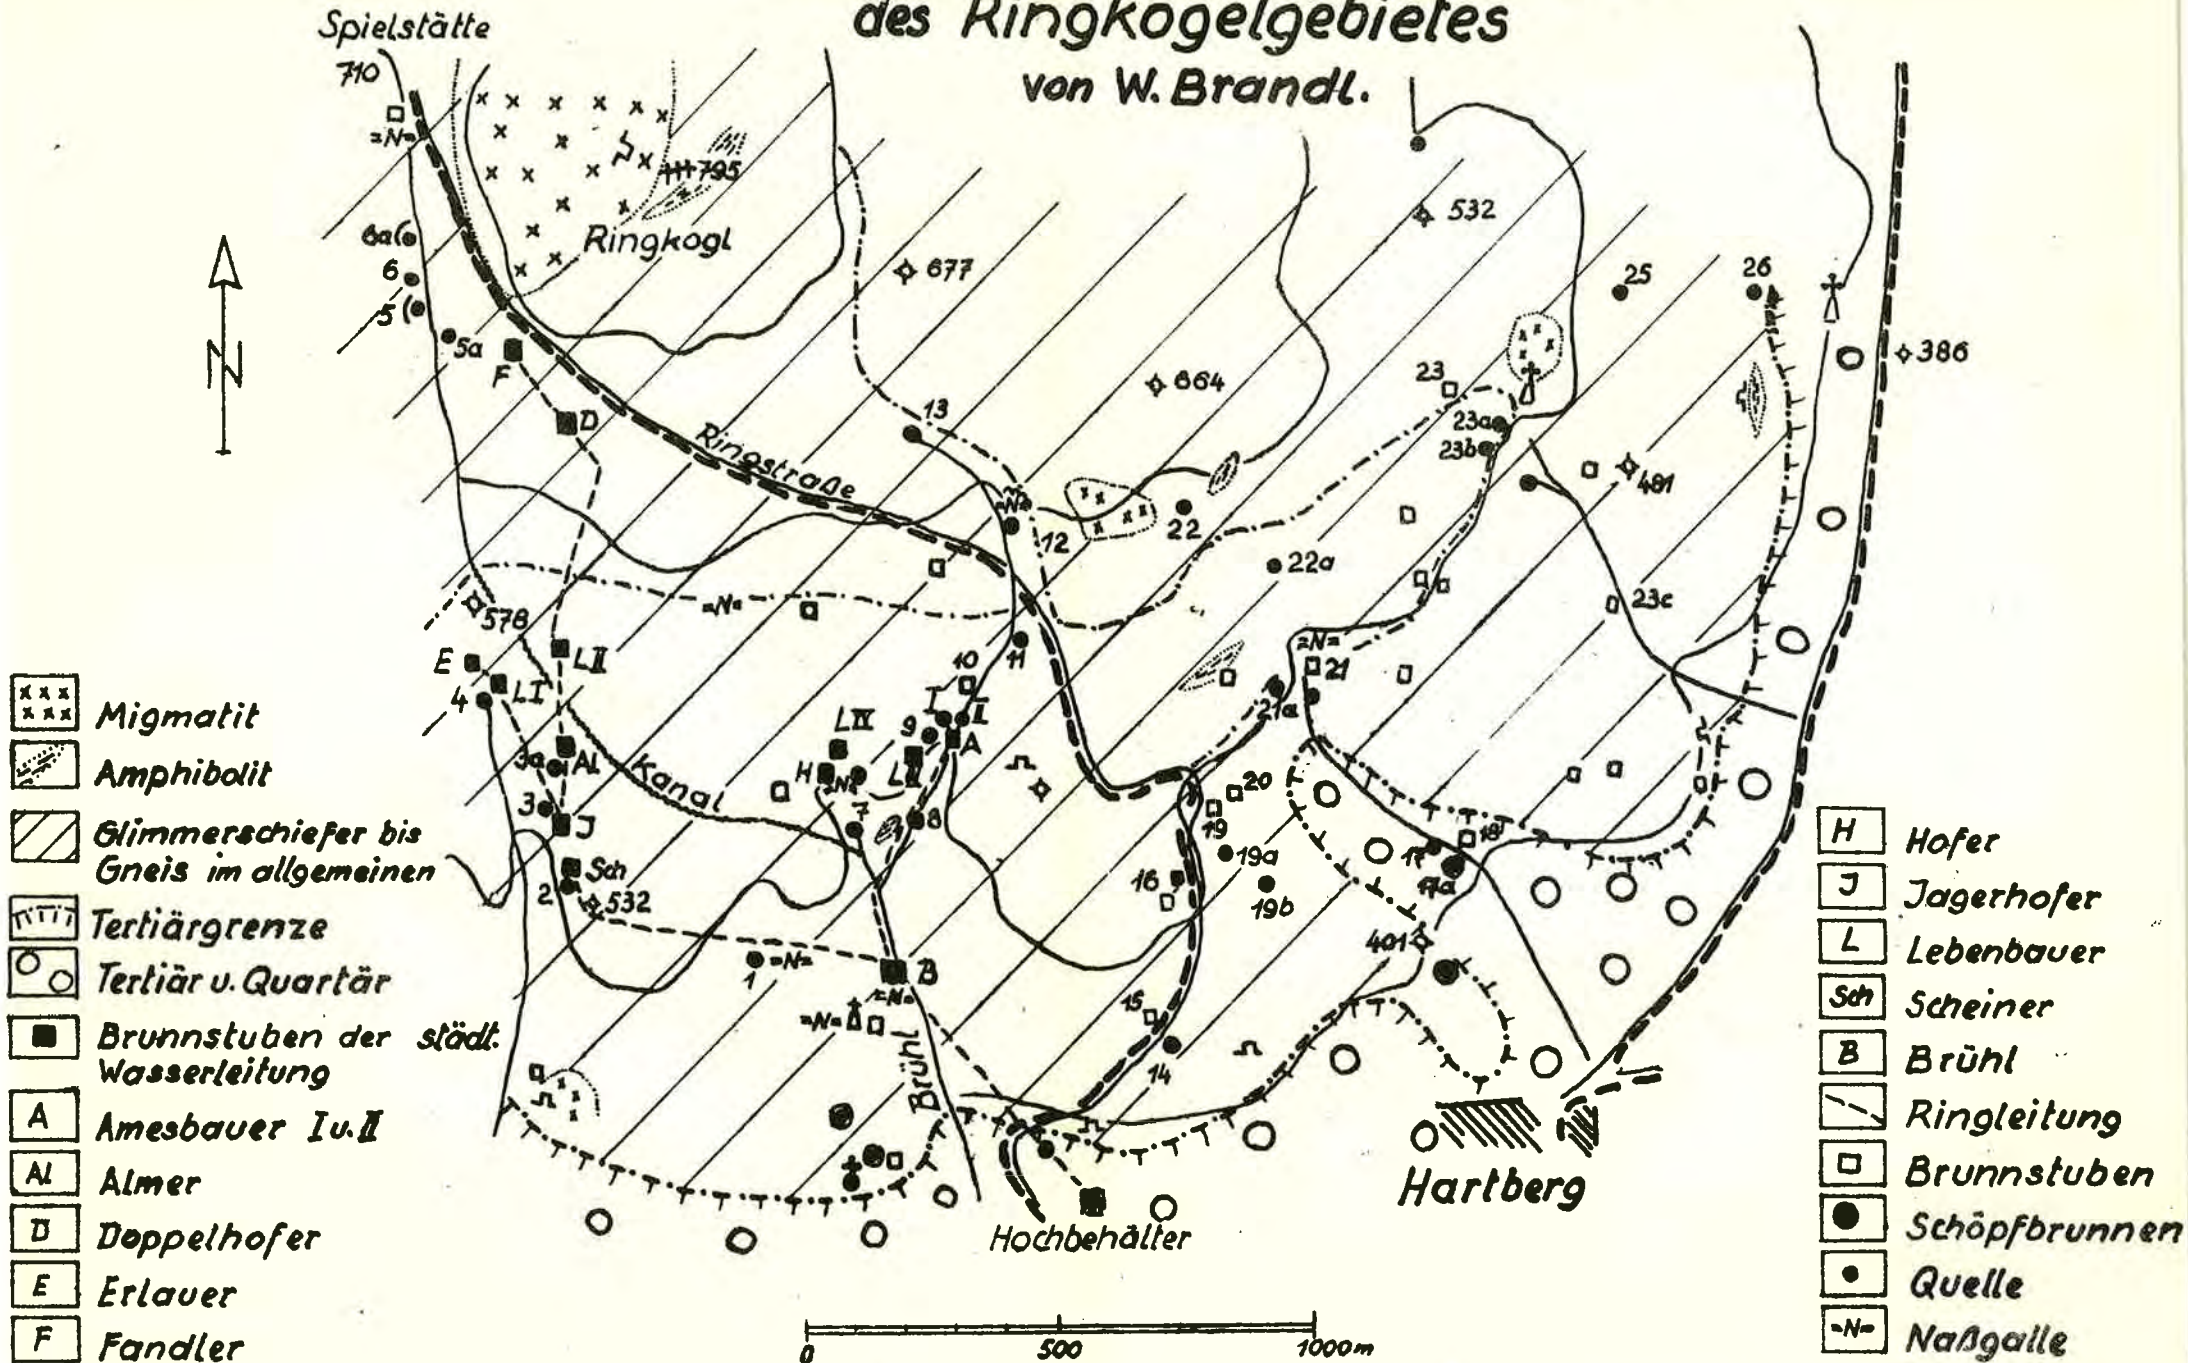 des Ringkogelgebietes
von W. Brandl.
Spielstätte
710
=N=
795
Ringkogl
6a
6
5
5a
F
D
677
532
25
26
386
664
13
23
23a
23b
481
Ringstraße
=N=
12
22
22a
23c
578
=N=
=N=
21
21a
E
LII
LI
4
10
11
I
II
9
A
LIV
LIII
H
=N=
3a
Al
Kanal
7
8
3
J
Sch
2
532
20
19
19a
19b
16
18
17
17a
401
1
=N=
B
=N=
=N=
Brühl
15
14
Hartberg
Hochbehälter
N
Migmatit
Amphibolit
Glimmerschiefer bis
Gneis im allgemeinen
Tertiärgrenze
Tertiär u. Quartär
Brunnstuben der städt.
Wasserleitung
A Amesbauer I u. II
Al Almer
D Doppelhofer
E Erlauer
F Fandler
H Hofer
J Jagerhofer
L Lebenbauer
Sch Scheiner
B Brühl
Ringleitung
Brunnstuben
Schöpfbrunnen
Quelle
=N= Naßgalle
0 500 1000m